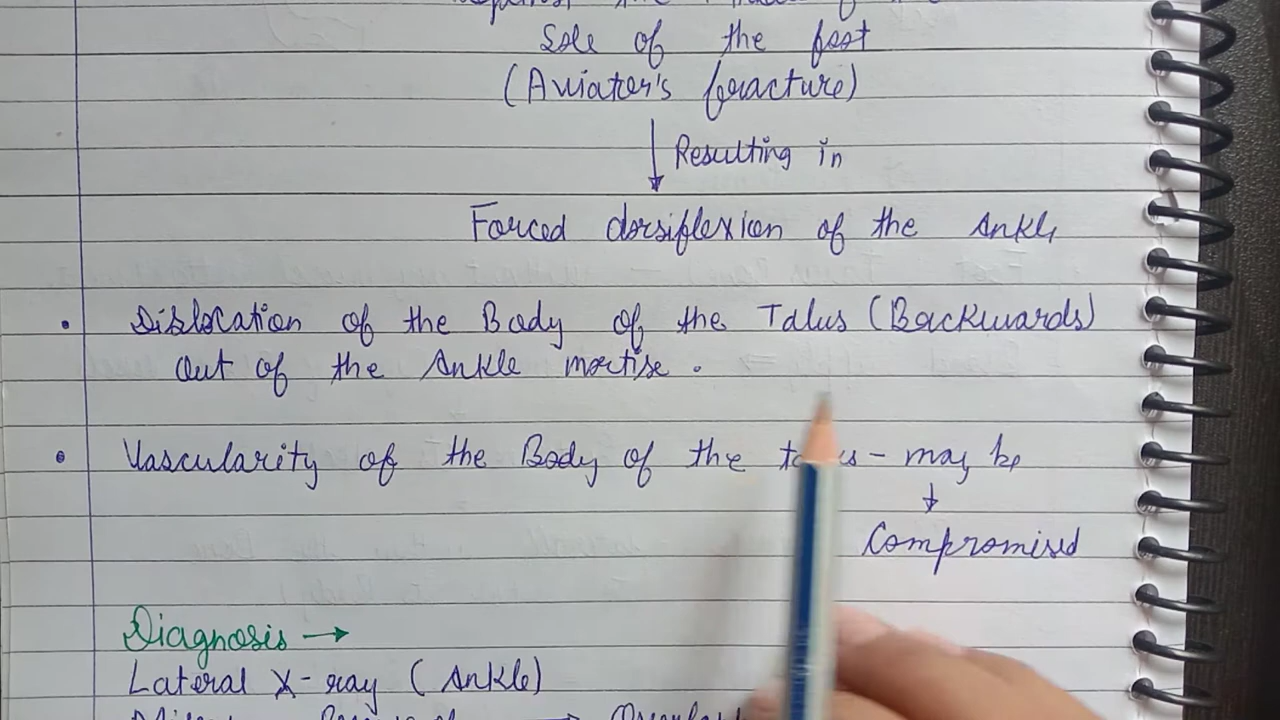 Sole of the foot
(Aviator's fracture)
↓ Resulting in
Forced dorsiflexion of the Ankle
• Dislocation of the Body of the Talus (Backwards)
out of the Ankle mortise.
• Vascularity of the Body of the talus - may be
↓
Compromised
Diagnosis →
Lateral X-ray (Ankle)